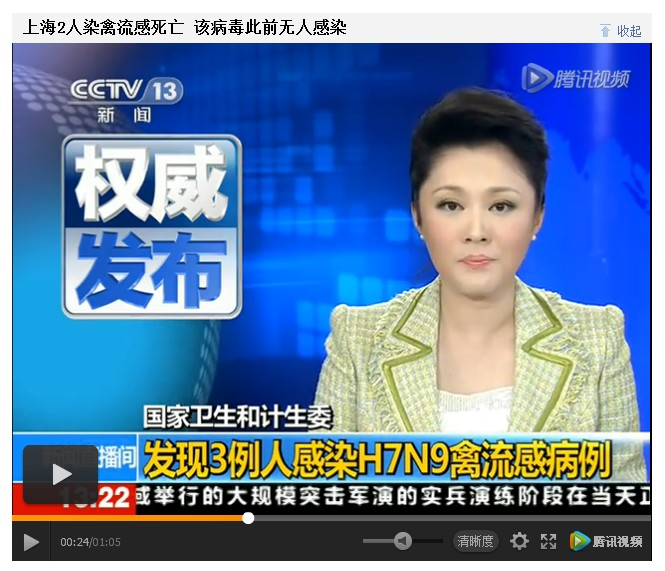 上海2人染禽流感死亡 该病毒此前无人感染
收起
CCTV 13
新闻
腾讯视频
权威
发布
国家卫生和计生委
播间
发现3例人感染H7N9禽流感病例
13:22
威举行的大规模突击军演的实兵演练阶段在当天正
00:24/01:05
清晰度
腾讯视频